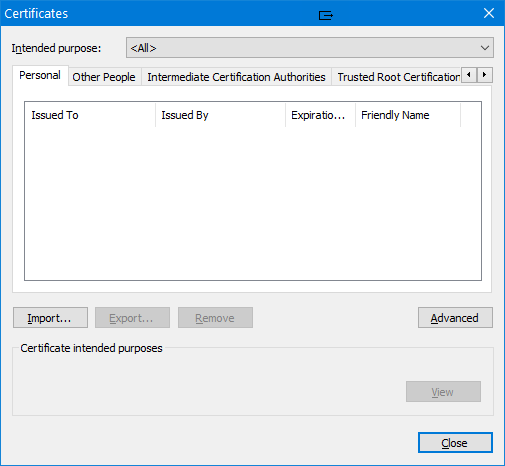 Certificates
Intended purpose: <All>
Personal Other People Intermediate Certification Authorities Trusted Root Certification
Issued To Issued By Expiratio... Friendly Name
Import... Export... Remove Advanced
Certificate intended purposes
View
Close